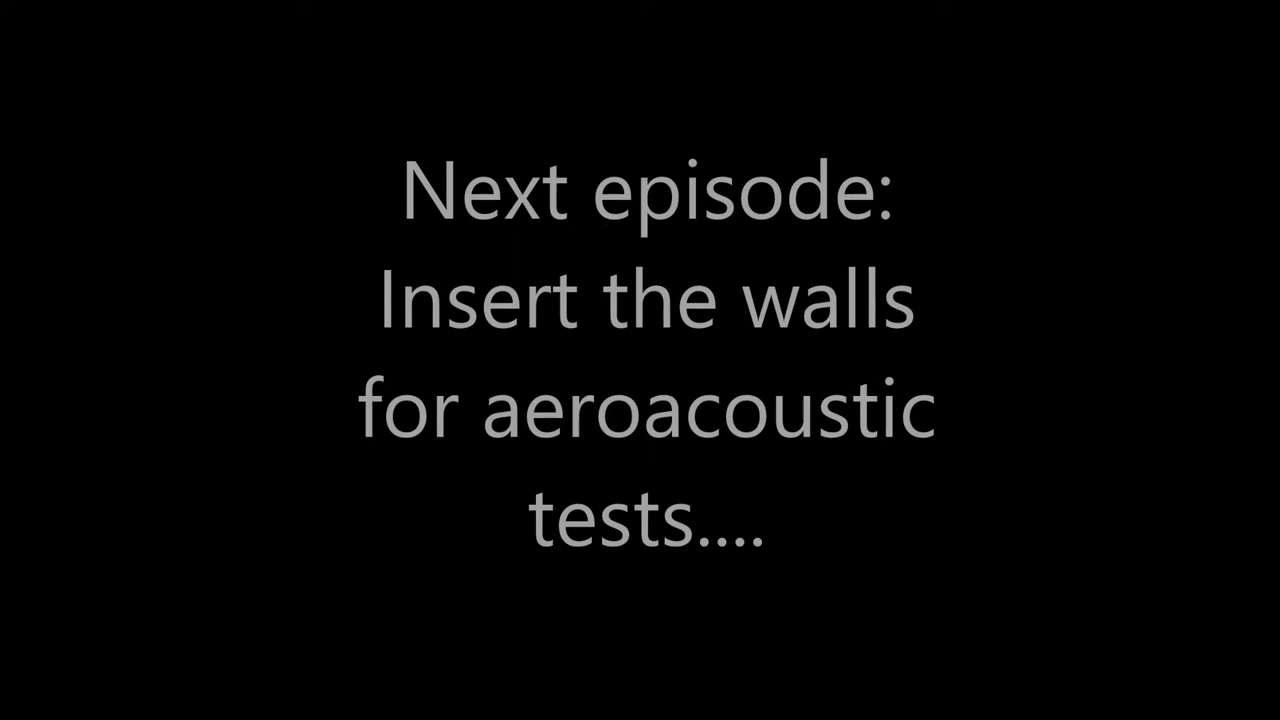 Next episode:
Insert the walls
for aeroacoustic
tests....